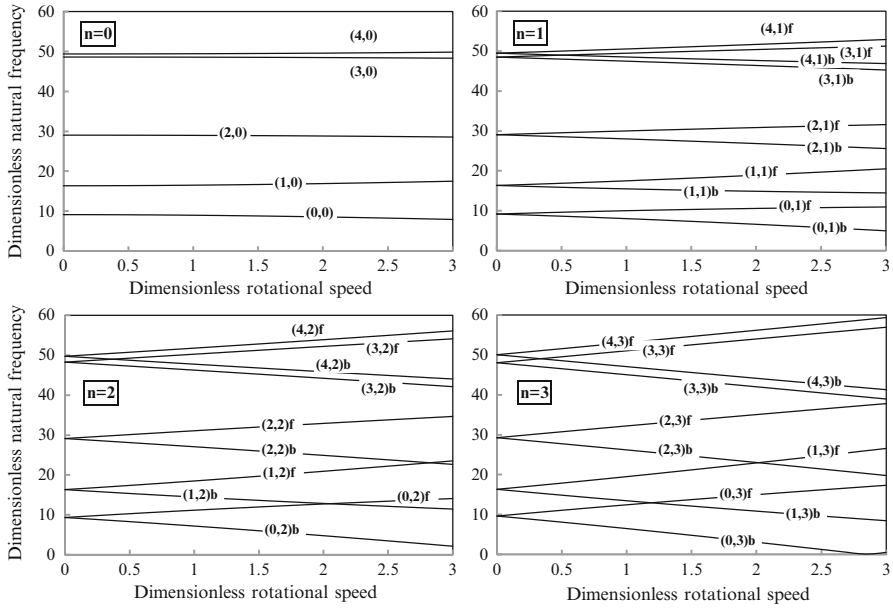 60
50
40
30
20
10
0
Dimensionless natural frequency
n=0
(4,0)
(3,0)
(2,0)
(1,0)
(0,0)
0 0.5 1 1.5 2 2.5 3
Dimensionless rotational speed
60
50
40
30
20
10
0
n=1
(4,1)f
(3,1)f
(4,1)b
(3,1)b
(2,1)f
(2,1)b
(1,1)f
(1,1)b
(0,1)f
(0,1)b
0 0.5 1 1.5 2 2.5 3
Dimensionless rotational speed
60
50
40
30
20
10
0
Dimensionless natural frequency
n=2
(4,2)f
(3,2)f
(4,2)b
(3,2)b
(2,2)f
(2,2)b
(1,2)f
(1,2)b
(0,2)f
(0,2)b
0 0.5 1 1.5 2 2.5 3
Dimensionless rotational speed
60
50
40
30
20
10
0
n=3
(4,3)f
(3,3)f
(3,3)b
(4,3)b
(2,3)f
(2,3)b
(1,3)f
(0,3)f
(1,3)b
(0,3)b
0 0.5 1 1.5 2 2.5 3
Dimensionless rotational speed